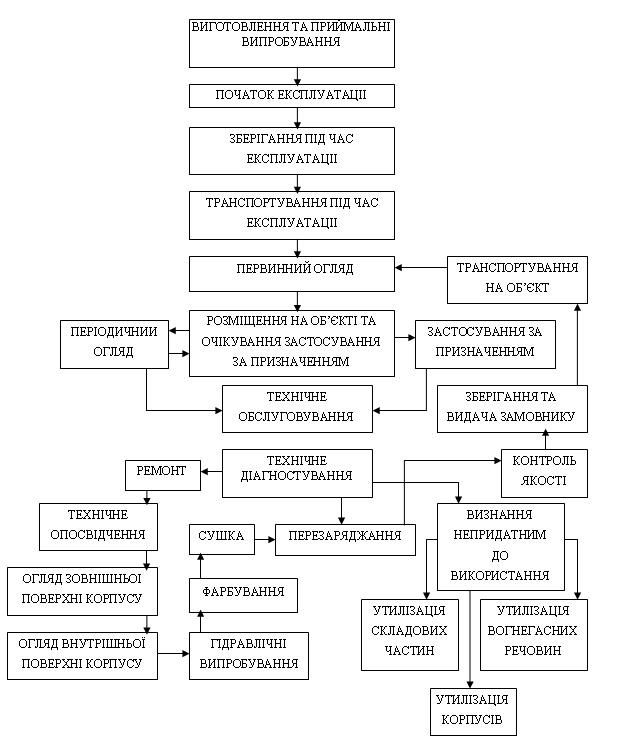 ВИГОТОВЛЕННЯ ТА ПРИЙМАЛЬНІ
ВИПРОБУВАННЯ
ПОЧАТОК ЕКСПЛУАТАЦІЇ
ЗБЕРІГАННЯ ПІД ЧАС
ЕКСПЛУАТАЦІЇ
ТРАНСПОРТУВАННЯ ПІД ЧАС
ЕКСПЛУАТАЦІЇ
ПЕРВИННИЙ ОГЛЯД
ТРАНСПОРТУВАННЯ
НА ОБ’ЄКТ
ПЕРІОДИЧНИЙ
ОГЛЯД
РОЗМІЩЕННЯ НА ОБ’ЄКТІ ТА
ОЧІКУВАННЯ ЗАСТОСУВАННЯ
ЗА ПРИЗНАЧЕННЯМ
ЗАСТОСУВАННЯ ЗА
ПРИЗНАЧЕННЯМ
ТЕХНІЧНЕ
ОБСЛУГОВУВАННЯ
ЗБЕРІГАННЯ ТА
ВИДАЧА ЗАМОВНИКУ
РЕМОНТ
ТЕХНІЧНЕ
ДІАГНОСТУВАННЯ
КОНТРОЛЬ
ЯКОСТІ
ТЕХНІЧНЕ
ОПОСВІДЧЕННЯ
СУШКА
ПЕРЕЗАРЯДЖАННЯ
ВИЗНАННЯ
НЕПРИДАТНИМ
ДО
ВИКОРИСТАННЯ
ОГЛЯД ЗОВНІШНЬОЇ
ПОВЕРХНІ КОРПУСУ
ФАРБУВАННЯ
УТИЛІЗАЦІЯ
СКЛАДОВИХ
ЧАСТИН
УТИЛІЗАЦІЯ
ВОГНЕГАСНИХ
РЕЧОВИН
ОГЛЯД ВНУТРІШНЬОЇ
ПОВЕРХНІ КОРПУСУ
ГІДРАВЛІЧНІ
ВИПРОБУВАННЯ
УТИЛІЗАЦІЯ
КОРПУСІВ